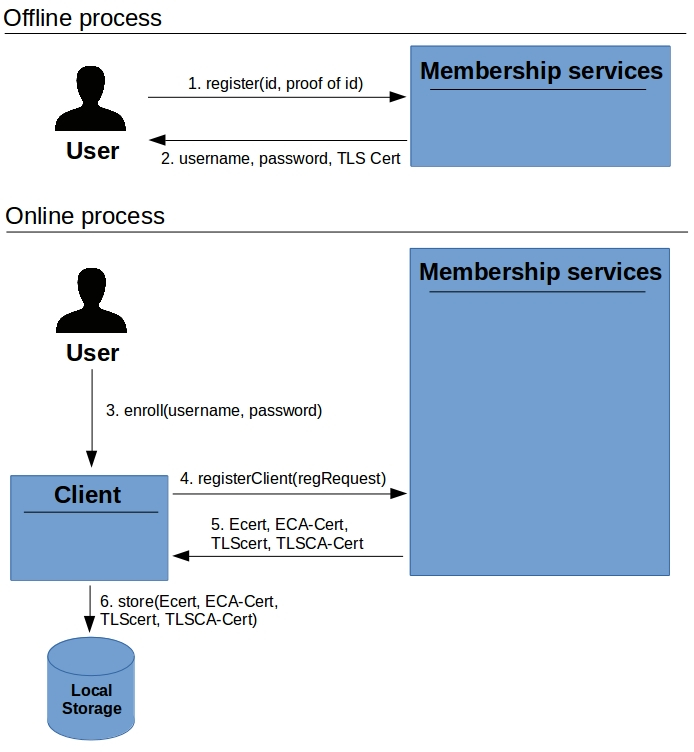 Offline process
Membership services
1. register(id, proof of id)
User
2. username, password, TLS Cert
Online process
Membership services
User
3. enroll(username, password)
Client
4. registerClient(regRequest)
5. Ecert, ECA-Cert,
TLScert, TLSCA-Cert
6. store(Ecert, ECA-Cert,
TLScert, TLSCA-Cert)
Local
Storage